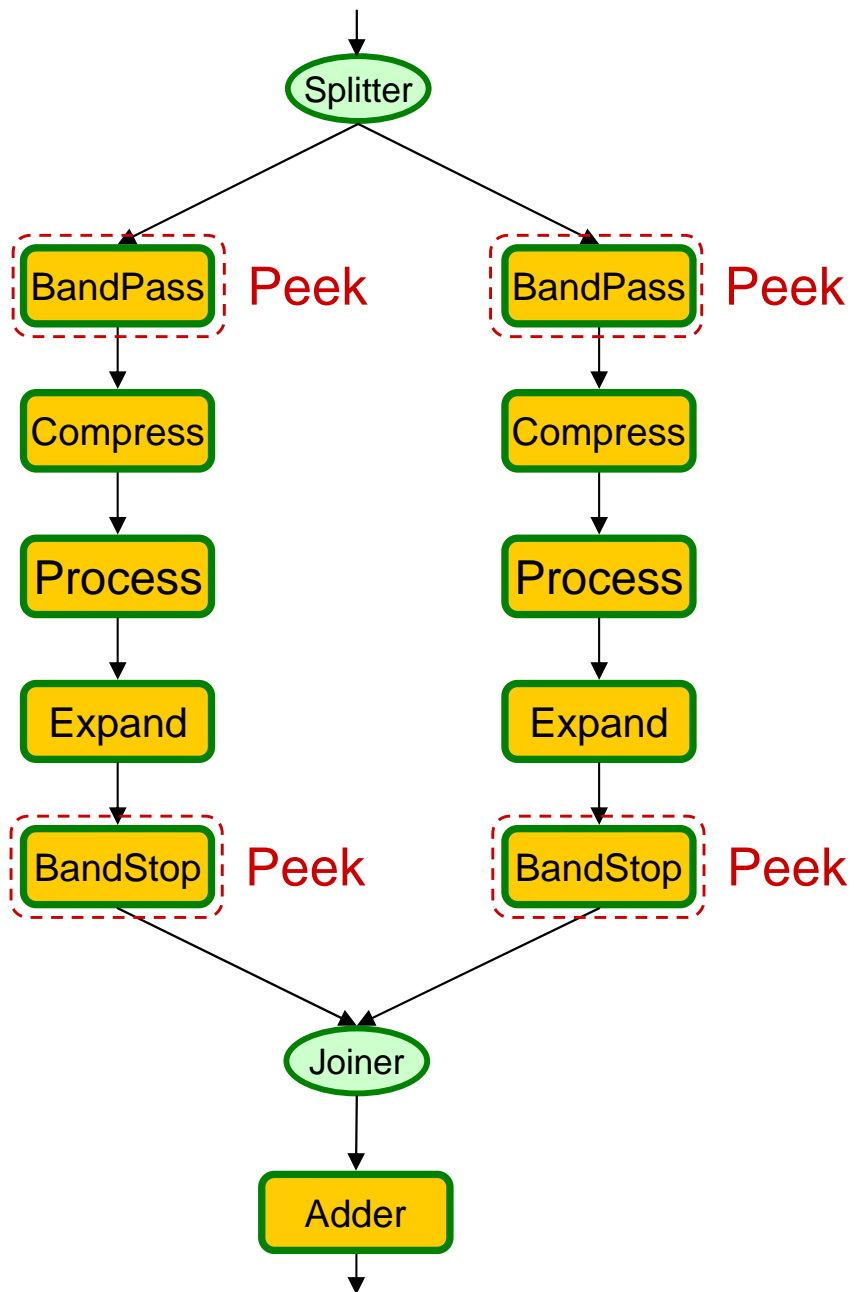 Splitter
BandPass Peek BandPass Peek
Compress Compress
Process Process
Expand Expand
BandStop Peek BandStop Peek
Joiner
Adder